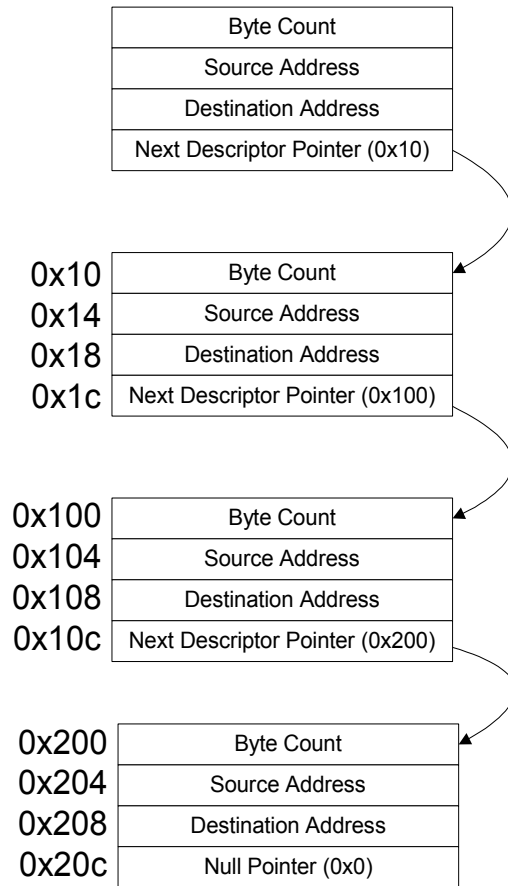 Byte Count
Source Address
Destination Address
Next Descriptor Pointer (0x10)
0x10 Byte Count
0x14 Source Address
0x18 Destination Address
0x1c Next Descriptor Pointer (0x100)
0x100 Byte Count
0x104 Source Address
0x108 Destination Address
0x10c Next Descriptor Pointer (0x200)
0x200 Byte Count
0x204 Source Address
0x208 Destination Address
0x20c Null Pointer (0x0)